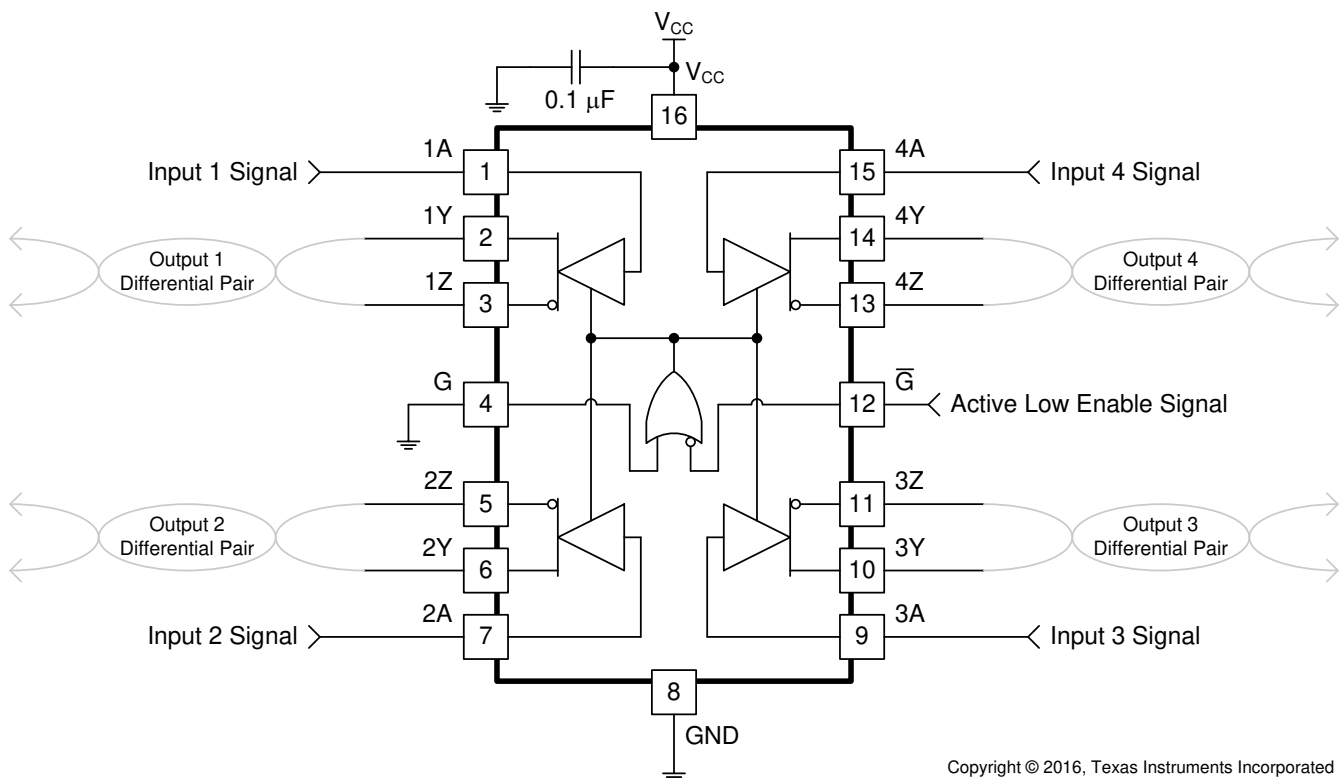 VCC
VCC
0.1 μF
16
1A
4A
Input 1 Signal
1
15
Input 4 Signal
1Y
4Y
2
14
Output 1
Differential Pair
Output 4
Differential Pair
1Z
4Z
3
13
G
G̅
4
12
Active Low Enable Signal
2Z
3Z
5
11
Output 2
Differential Pair
Output 3
Differential Pair
2Y
3Y
6
10
2A
3A
Input 2 Signal
7
9
Input 3 Signal
8
GND
Copyright © 2016, Texas Instruments Incorporated